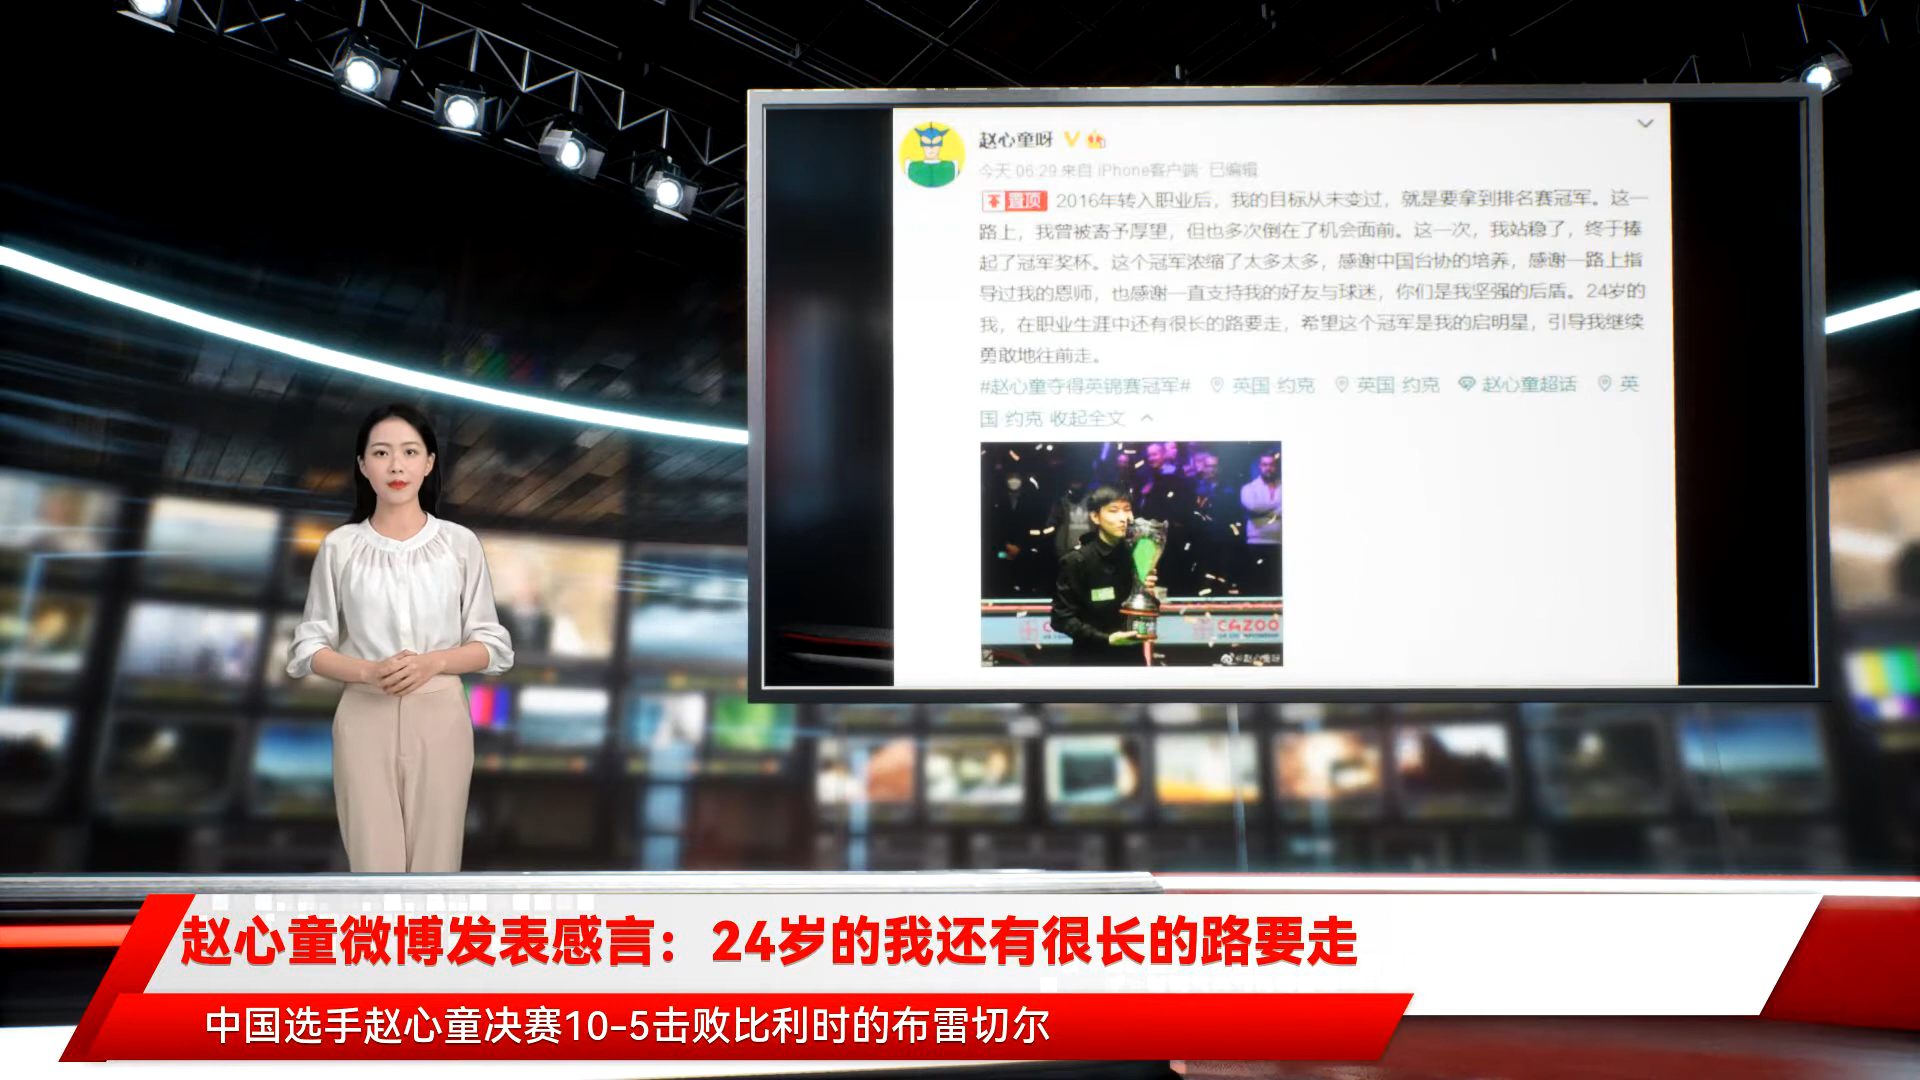 赵心童呀
今天 06:29 来自 iPhone客户端 已编辑
置顶 2016年转入职业后，我的目标从未变过，就是要拿到排名赛冠军。这一
路上，我曾被寄予厚望，但也多次倒在了机会面前。这一次，我站稳了，终于捧
起了冠军奖杯。这个冠军浓缩了太多太多，感谢中国台协的培养，感谢一路上指
导过我的恩师，也感谢一直支持我的好友与球迷，你们是我坚强的后盾。24岁的
我，在职业生涯中还有很长的路要走，希望这个冠军是我的启明星，引导我继续
勇敢地往前走。
#赵心童夺得英锦赛冠军# 英国·约克 英国·约克 赵心童超话 英
国·约克 收起全文
CAZOO
@赵心童呀
赵心童微博发表感言：24岁的我还有很长的路要走
中国选手赵心童决赛10-5击败比利时的布雷切尔